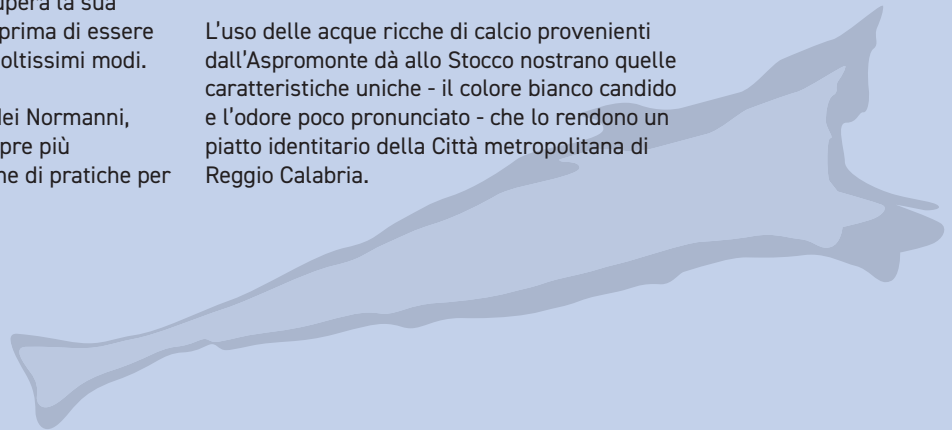 upera la sua
prima di essere
oltissimi modi.
dei Normanni,
pre più
ne di pratiche per
L'uso delle acque ricche di calcio provenienti
dall'Aspromonte dà allo Stocco nostrano quelle
caratteristiche uniche - il colore bianco candido
e l'odore poco pronunciato - che lo rendono un
piatto identitario della Città metropolitana di
Reggio Calabria.